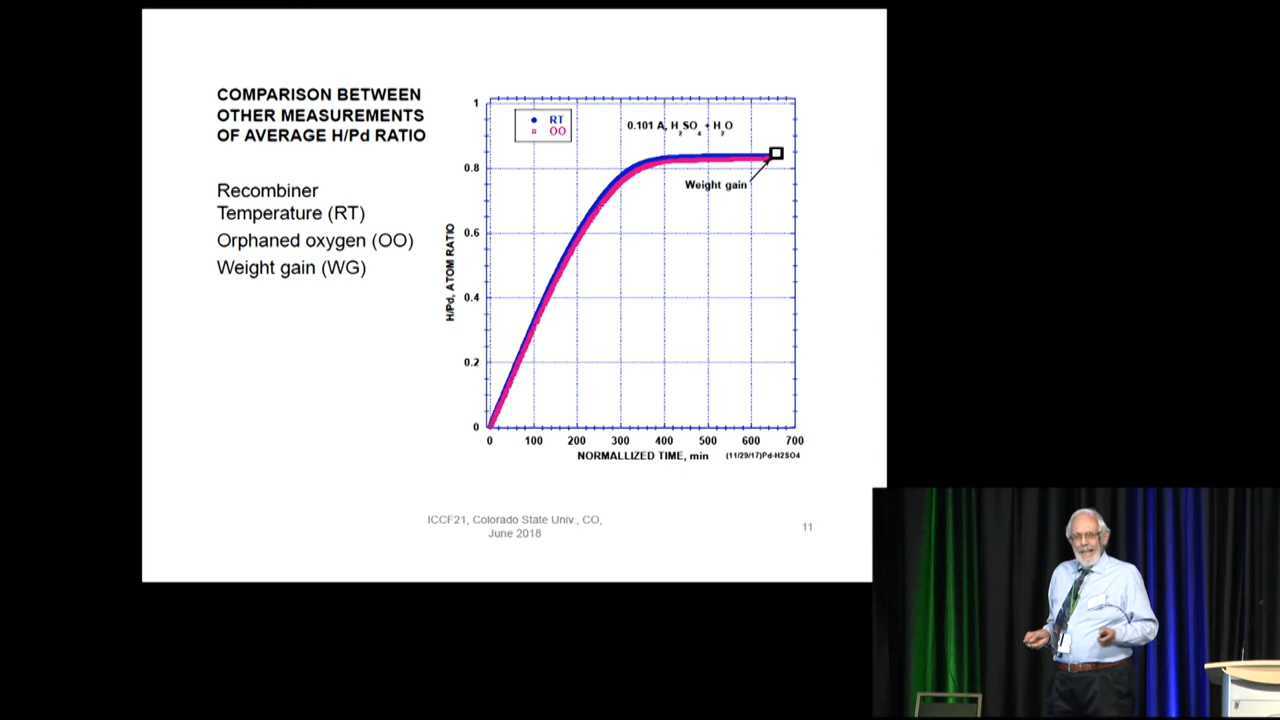 COMPARISON BETWEEN
OTHER MEASUREMENTS
OF AVERAGE H/Pd RATIO
Recombiner
Temperature (RT)
Orphaned oxygen (OO)
Weight gain (WG)
RT
OO
0.101 A, H2SO4 + H2O
Weight gain
H/Pd, ATOM RATIO
1
0.8
0.6
0.4
0.2
0
0 100 200 300 400 500 600 700
NORMALLIZED TIME, min
(11/29/17)Pd-H2SO4
ICCF21, Colorado State Univ., CO,
June 2018
11